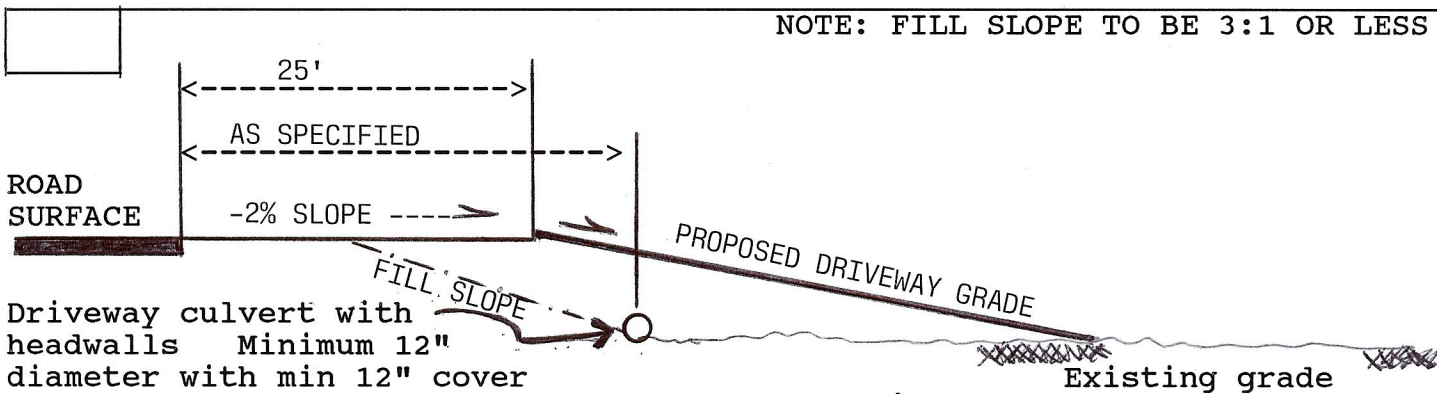 NOTE: FILL SLOPE TO BE 3:1 OR LESS
25'
AS SPECIFIED
ROAD
SURFACE
-2% SLOPE
PROPOSED DRIVEWAY GRADE
FILL SLOPE
Driveway culvert with
headwalls Minimum 12"
diameter with min 12" cover
Existing grade